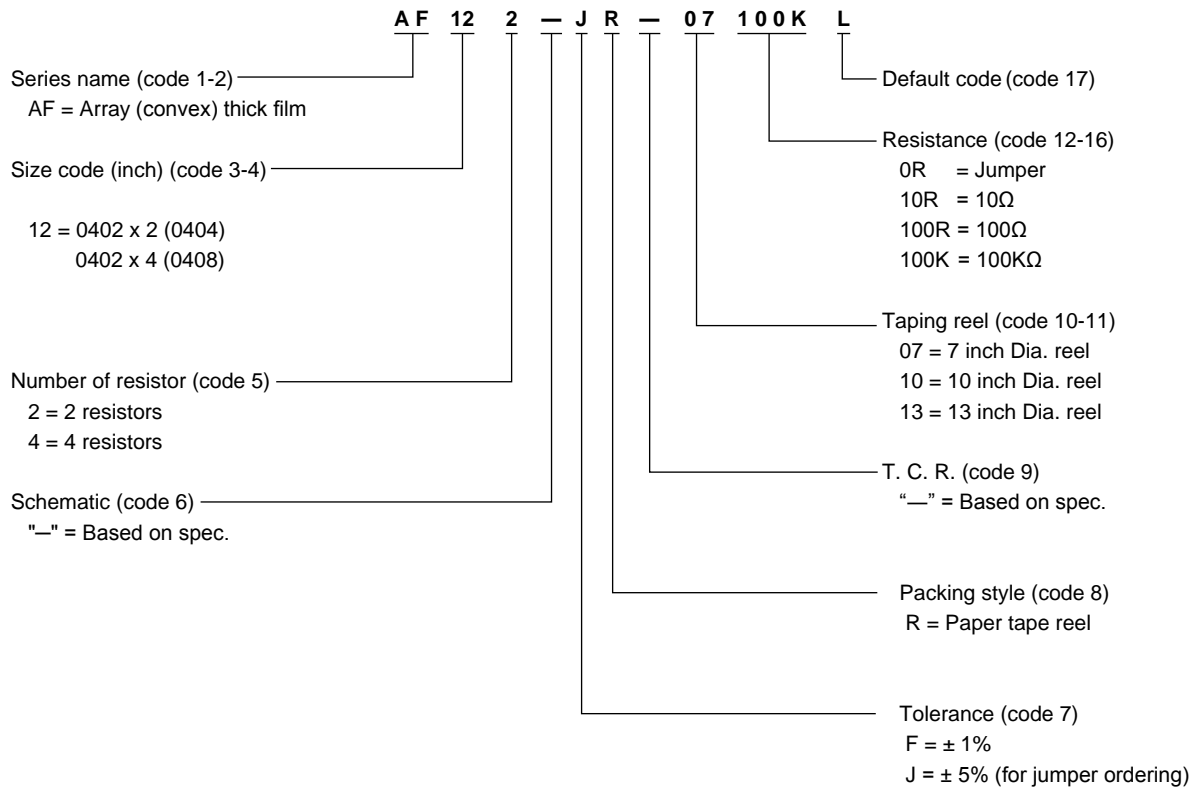 AF 12 2 — J R — 07 100K L
Series name (code 1-2)
AF = Array (convex) thick film
Size code (inch) (code 3-4)
12 = 0402 x 2 (0404)
0402 x 4 (0408)
Number of resistor (code 5)
2 = 2 resistors
4 = 4 resistors
Schematic (code 6)
"—" = Based on spec.
Default code (code 17)
Resistance (code 12-16)
0R = Jumper
10R = 10Ω
100R = 100Ω
100K = 100KΩ
Taping reel (code 10-11)
07 = 7 inch Dia. reel
10 = 10 inch Dia. reel
13 = 13 inch Dia. reel
T. C. R. (code 9)
“—” = Based on spec.
Packing style (code 8)
R = Paper tape reel
Tolerance (code 7)
F = ± 1%
J = ± 5% (for jumper ordering)